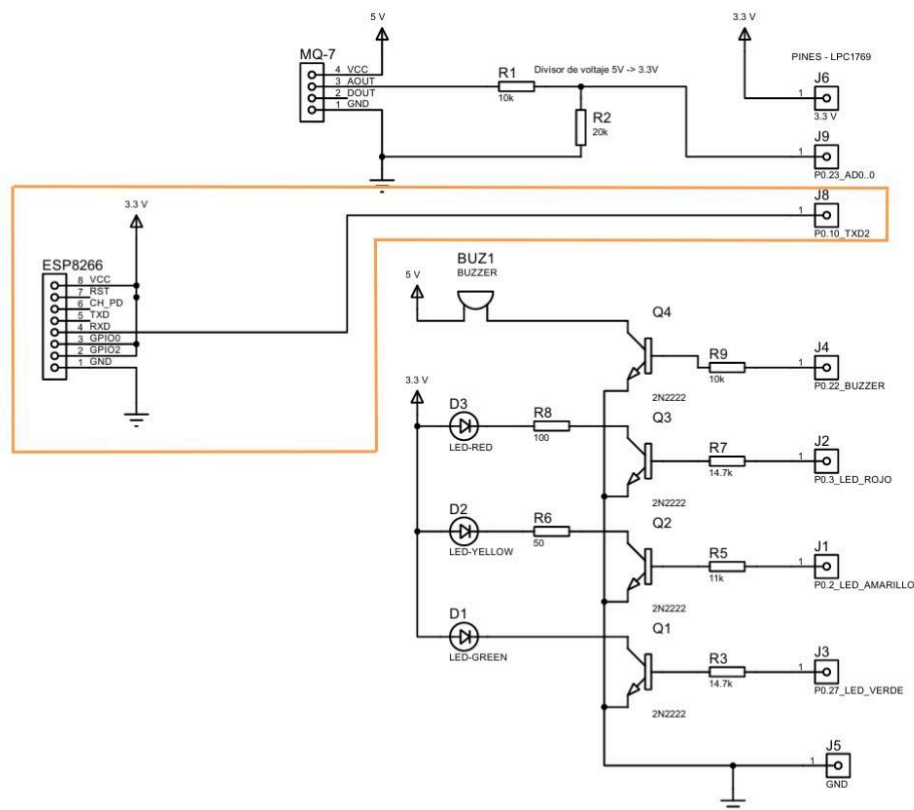 5 V
3.3 V
MQ-7
4 VCC
3 AOUT
2 DOUT
1 GND
R1
10k
Divisor de voltaje 5V -> 3.3V
R2
20k
PINES - LPC1769
J6
1
3.3 V
J9
1
P0.23_AD0..0
J8
1
P0.10_TXD2
3.3 V
ESP8266
8 VCC
7 RST
6 CH_PD
5 TXD
4 RXD
3 GPIO0
2 GPIO2
1 GND
BUZ1
BUZZER
5 V
Q4
2N2222
R9
10k
J4
1
P0.22_BUZZER
3.3 V
D3
LED-RED
R8
100
Q3
2N2222
R7
14.7k
J2
1
P0.3_LED_ROJO
D2
LED-YELLOW
R6
50
Q2
2N2222
R5
11k
J1
1
P0.2_LED_AMARILLO
D1
LED-GREEN
Q1
2N2222
R3
14.7k
J3
1
P0.27_LED_VERDE
J5
1
GND